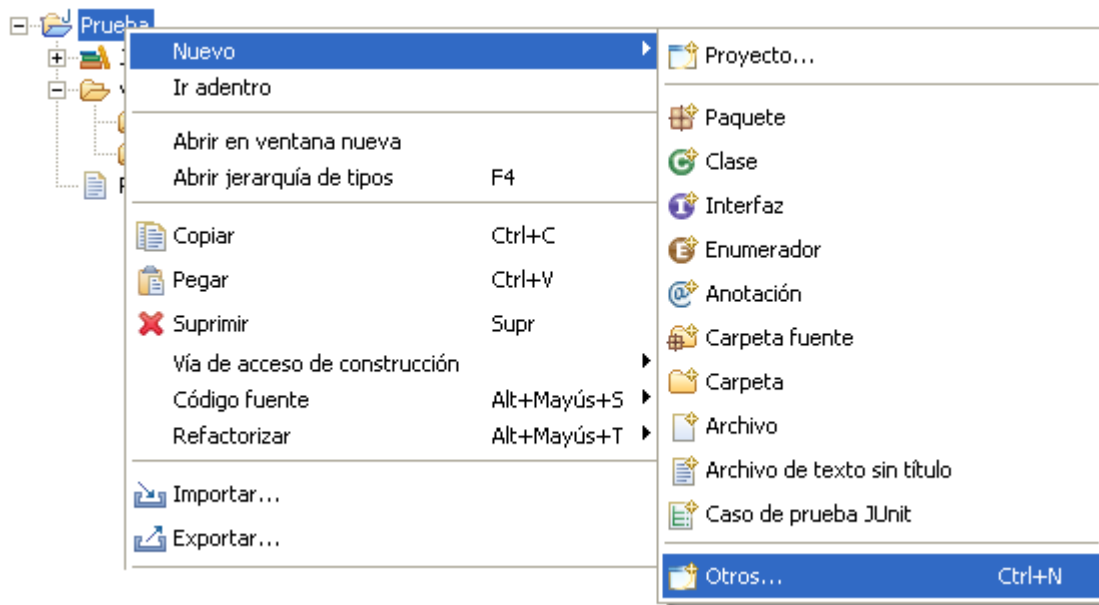 Prueba
Nuevo
Ir adentro
Abrir en ventana nueva
Abrir jerarquía de tipos F4
Copiar Ctrl+C
Pegar Ctrl+V
Suprimir Supr
Vía de acceso de construcción
Código fuente Alt+Mayús+S
Refactorizar Alt+Mayús+T
Importar...
Exportar...
Proyecto...
Paquete
Clase
Interfaz
Enumerador
Anotación
Carpeta fuente
Carpeta
Archivo
Archivo de texto sin título
Caso de prueba JUnit
Otros... Ctrl+N